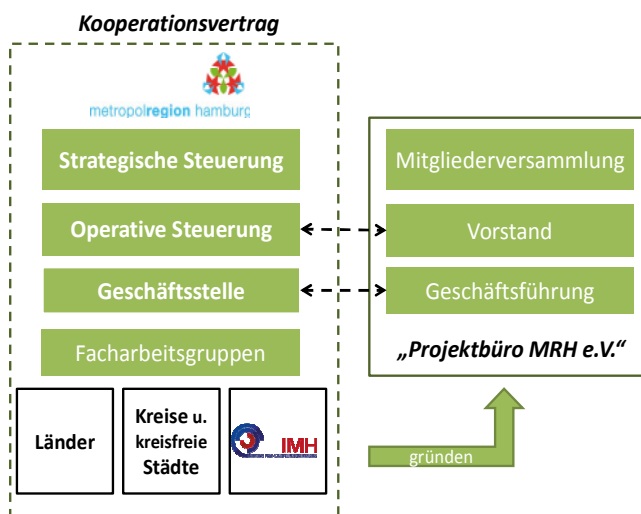 Kooperationsvertrag
metropolregion hamburg
Strategische Steuerung
Operative Steuerung
Geschäftsstelle
Facharbeitsgruppen
Länder
Kreise u.
kreisfreie
Städte
IMH
Mitgliederversammlung
Vorstand
Geschäftsführung
„Projektbüro MRH e.V.“
gründen